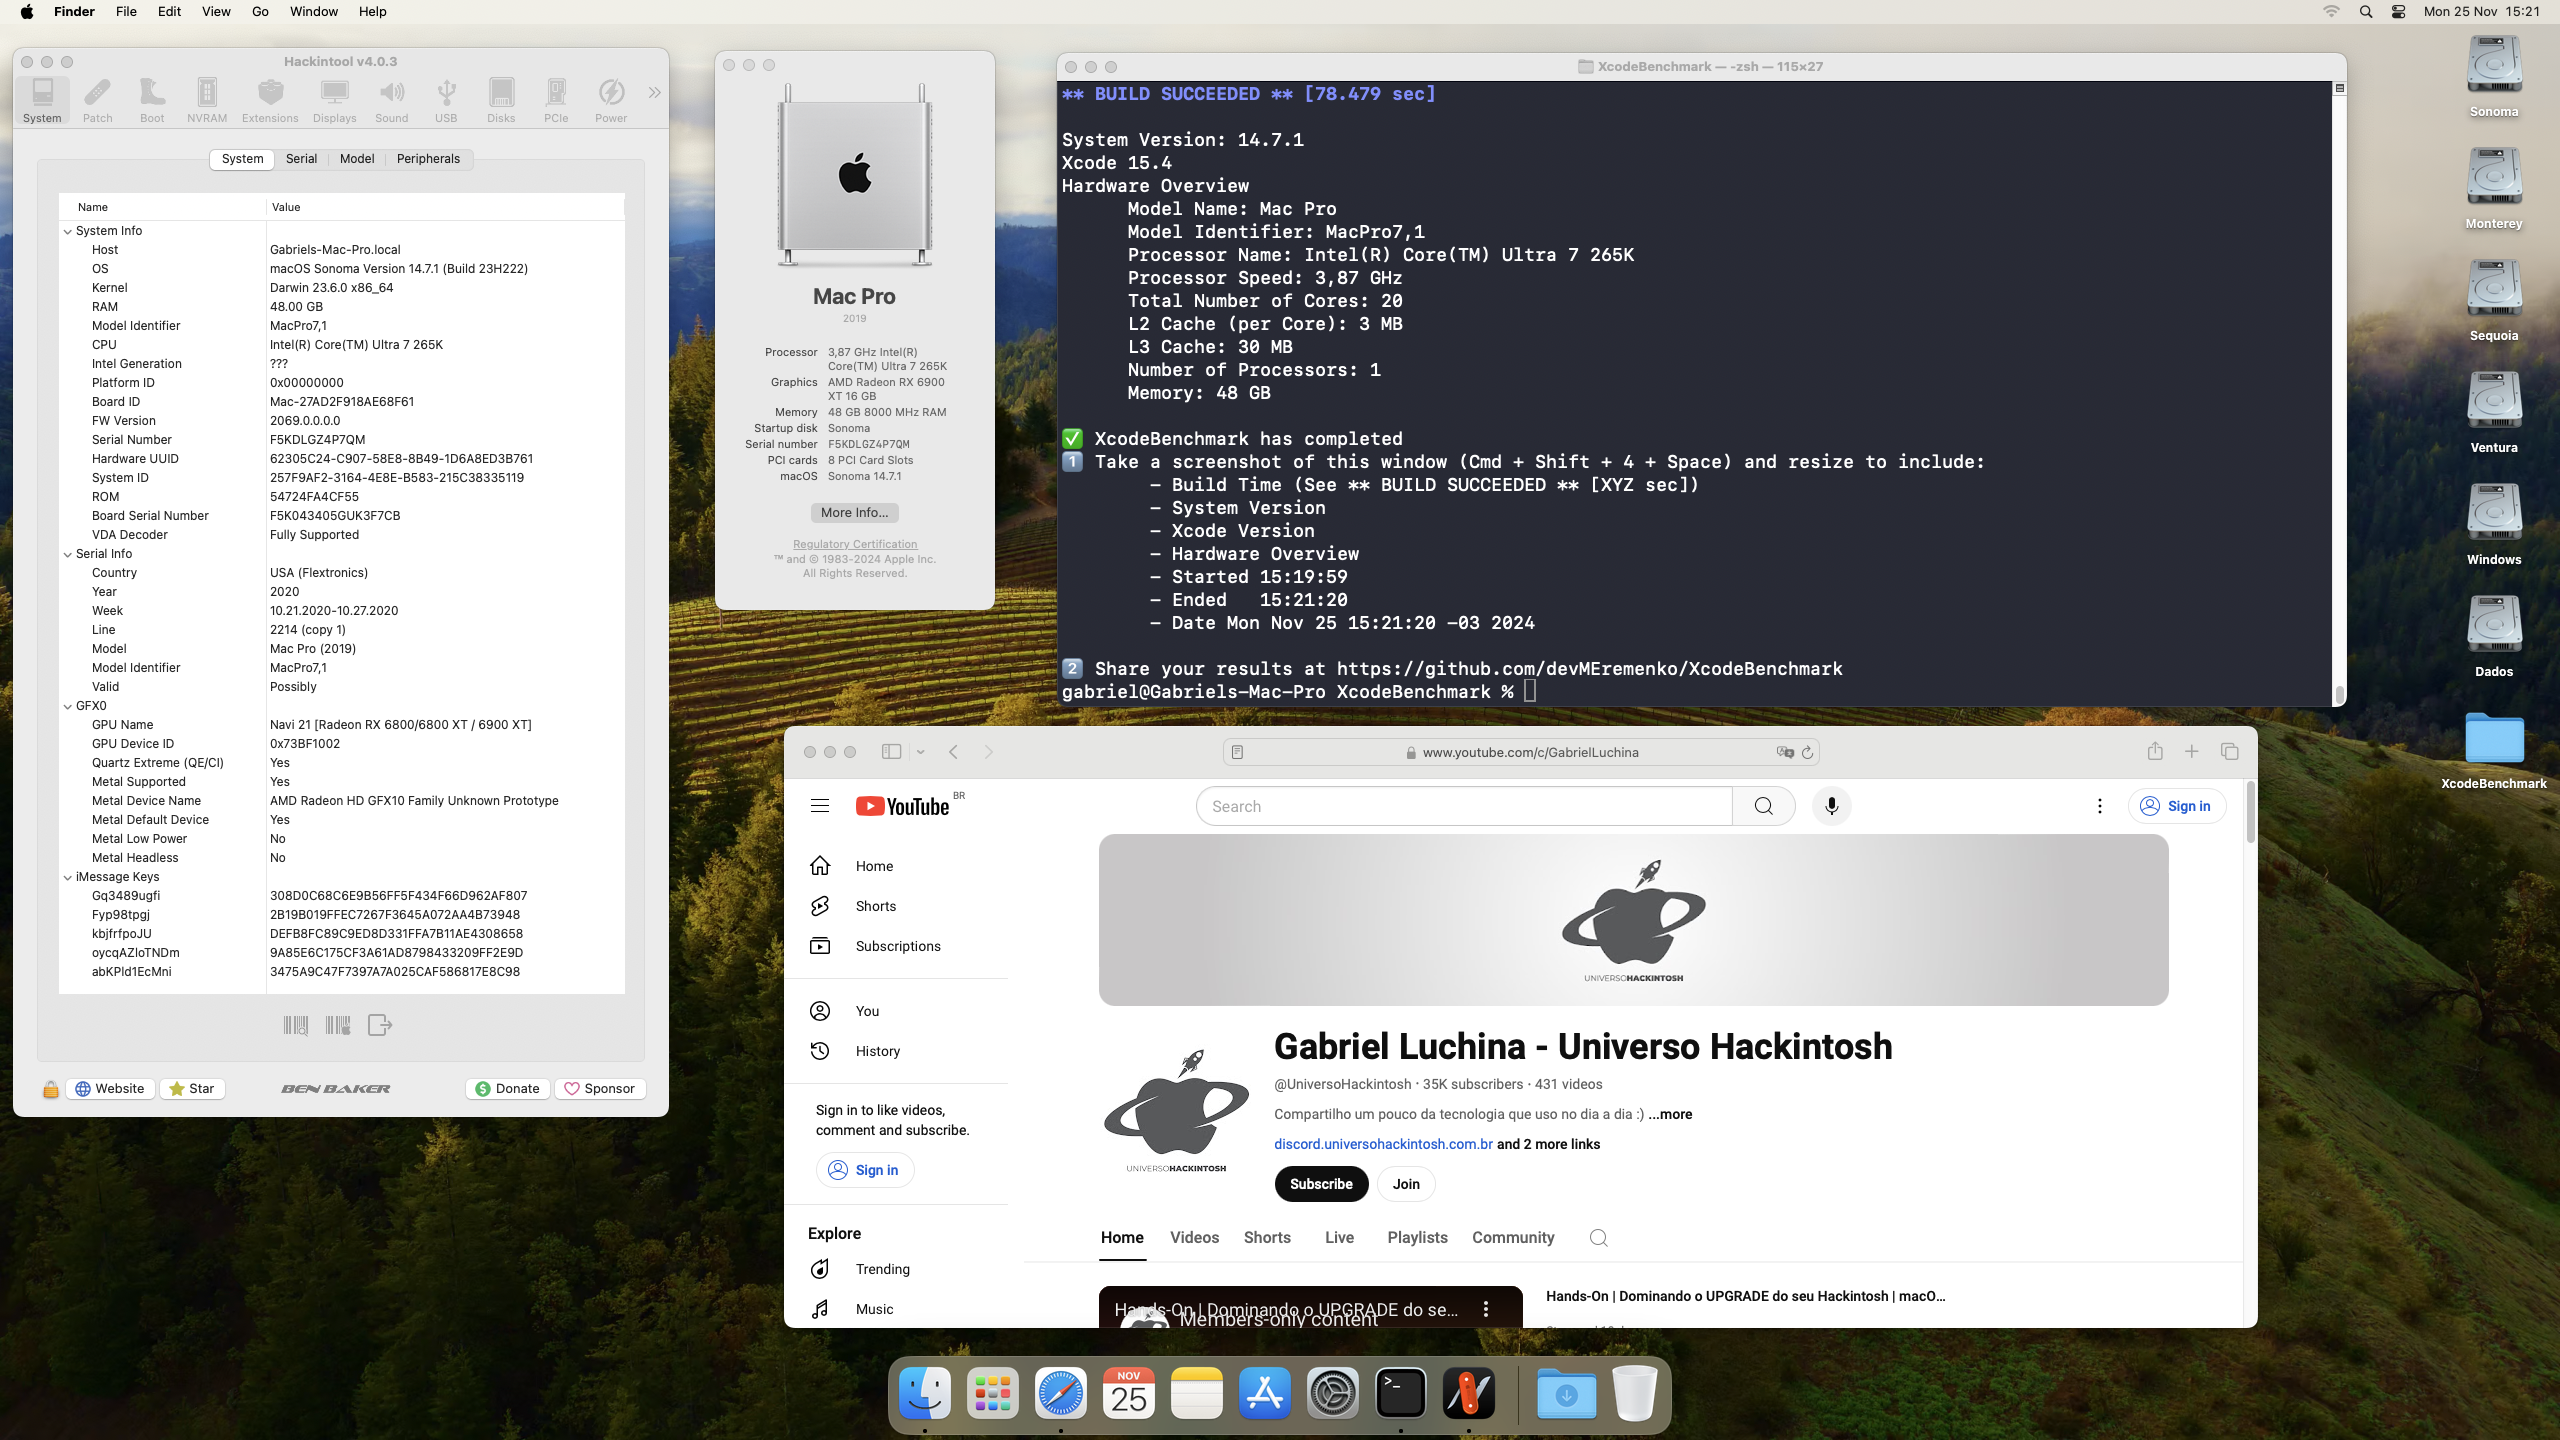 Finder File Edit View Go Window Help
Mon 25 Nov 15:21
Hackintool v4.0.3
System Patch Boot NVRAM Extensions Displays Sound USB Disks PCIe Power
System Serial Model Peripherals
Name Value
System Info
Host Gabriels-Mac-Pro.local
OS macOS Sonoma Version 14.7.1 (Build 23H222)
Kernel Darwin 23.6.0 x86_64
RAM 48.00 GB
Model Identifier MacPro7,1
CPU Intel(R) Core(TM) Ultra 7 265K
Intel Generation ???
Platform ID 0x00000000
Board ID Mac-27AD2F918AE68F61
FW Version 2069.0.0.0.0
Serial Number F5KDLGZ4P7QM
Hardware UUID 62305C24-C907-58E8-8B49-1D6A8ED3B761
System ID 257F9AF2-3164-4E8E-B583-215C38335119
ROM 54724FA4CF55
Board Serial Number F5K043405GUK3F7CB
VDA Decoder Fully Supported
Serial Info
Country USA (Flextronics)
Year 2020
Week 10.21.2020-10.27.2020
Line 2214 (copy 1)
Model Mac Pro (2019)
Model Identifier MacPro7,1
Valid Possibly
GFX0
GPU Name Navi 21 [Radeon RX 6800/6800 XT / 6900 XT]
GPU Device ID 0x73BF1002
Quartz Extreme (QE/CI) Yes
Metal Supported Yes
Metal Device Name AMD Radeon HD GFX10 Family Unknown Prototype
Metal Default Device Yes
Metal Low Power No
Metal Headless No
iMessage Keys
Gq3489ugfi 308D0C68C6E9B56FF5F434F66D962AF807
Fyp98tpgj 2B19B019FFEC7267F3645A072AA4B73948
kbjfrfpoJU DEFB8FC89C9ED8D331FFA7B11AE4308658
oycqAZloTNDm 9A85E6C175CF3A61AD8798433209FF2E9D
abKPld1EcMni 3475A9C47F7397A7A025CAF586817E8C98
Website Star BEN BAKER Donate Sponsor
Mac Pro
2019
Processor 3,87 GHz Intel(R)
Core(TM) Ultra 7 265K
Graphics AMD Radeon RX 6900
XT 16 GB
Memory 48 GB 8000 MHz RAM
Startup disk Sonoma
Serial number F5KDLGZ4P7QM
PCI cards 8 PCI Card Slots
macOS Sonoma 14.7.1
More Info...
Regulatory Certification
™ and © 1983-2024 Apple Inc.
All Rights Reserved.
XcodeBenchmark — -zsh — 115×27
** BUILD SUCCEEDED ** [78.479 sec]
System Version: 14.7.1
Xcode 15.4
Hardware Overview
Model Name: Mac Pro
Model Identifier: MacPro7,1
Processor Name: Intel(R) Core(TM) Ultra 7 265K
Processor Speed: 3,87 GHz
Total Number of Cores: 20
L2 Cache (per Core): 3 MB
L3 Cache: 30 MB
Number of Processors: 1
Memory: 48 GB
✅ XcodeBenchmark has completed
1 Take a screenshot of this window (Cmd + Shift + 4 + Space) and resize to include:
– Build Time (See ** BUILD SUCCEEDED ** [XYZ sec])
– System Version
– Xcode Version
– Hardware Overview
– Started 15:19:59
– Ended 15:21:20
– Date Mon Nov 25 15:21:20 -03 2024
2 Share your results at https://github.com/devMEremenko/XcodeBenchmark
gabriel@Gabriels-Mac-Pro XcodeBenchmark %
www.youtube.com/c/GabrielLuchina
YouTube BR
Search
Sign in
Home
Shorts
Subscriptions
You
History
Sign in to like videos,
comment and subscribe.
Sign in
Explore
Trending
Music
UNIVERSOHACKINTOSH
UNIVERSOHACKINTOSH
Gabriel Luchina - Universo Hackintosh
@UniversoHackintosh · 35K subscribers · 431 videos
Compartilho um pouco da tecnologia que uso no dia a dia :) ...more
discord.universohackintosh.com.br and 2 more links
Subscribe Join
Home Videos Shorts Live Playlists Community
Hands-On | Dominando o UPGRADE do se...
Members-only content
Hands-On | Dominando o UPGRADE do seu Hackintosh | macO...
Sonoma
Monterey
Sequoia
Ventura
Windows
Dados
XcodeBenchmark
NOV
25